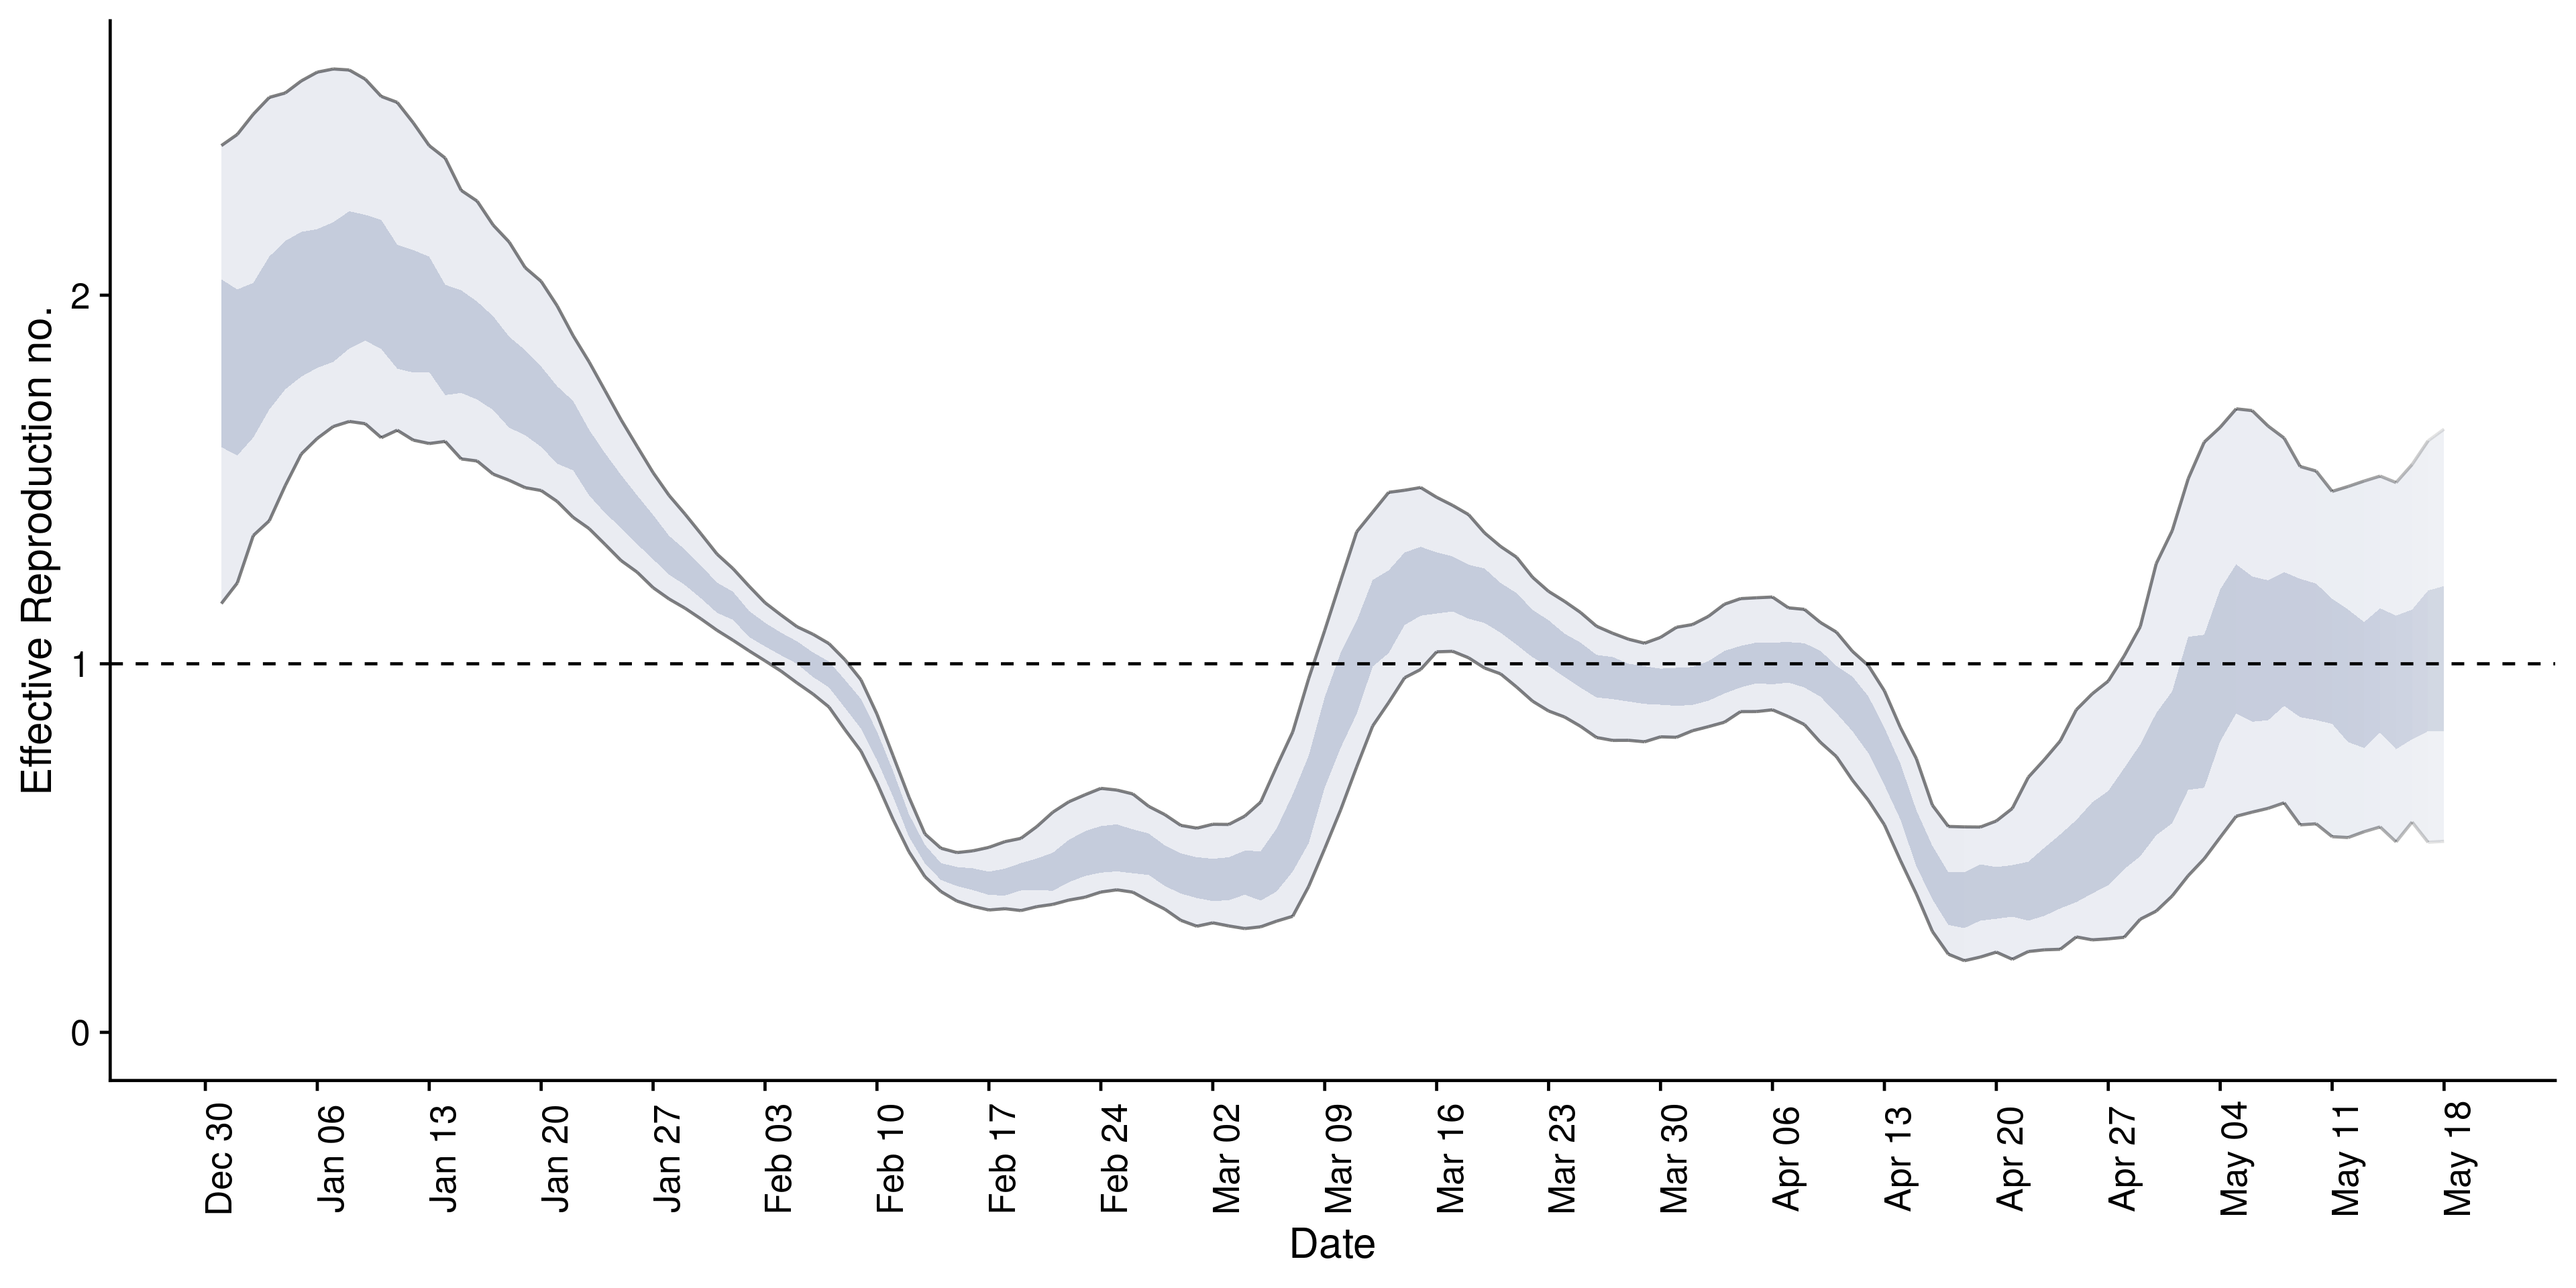 Effective Reproduction no.
2
1
0
Dec 30
Jan 06
Jan 13
Jan 20
Jan 27
Feb 03
Feb 10
Feb 17
Feb 24
Mar 02
Mar 09
Mar 16
Mar 23
Mar 30
Apr 06
Apr 13
Apr 20
Apr 27
May 04
May 11
May 18
Date